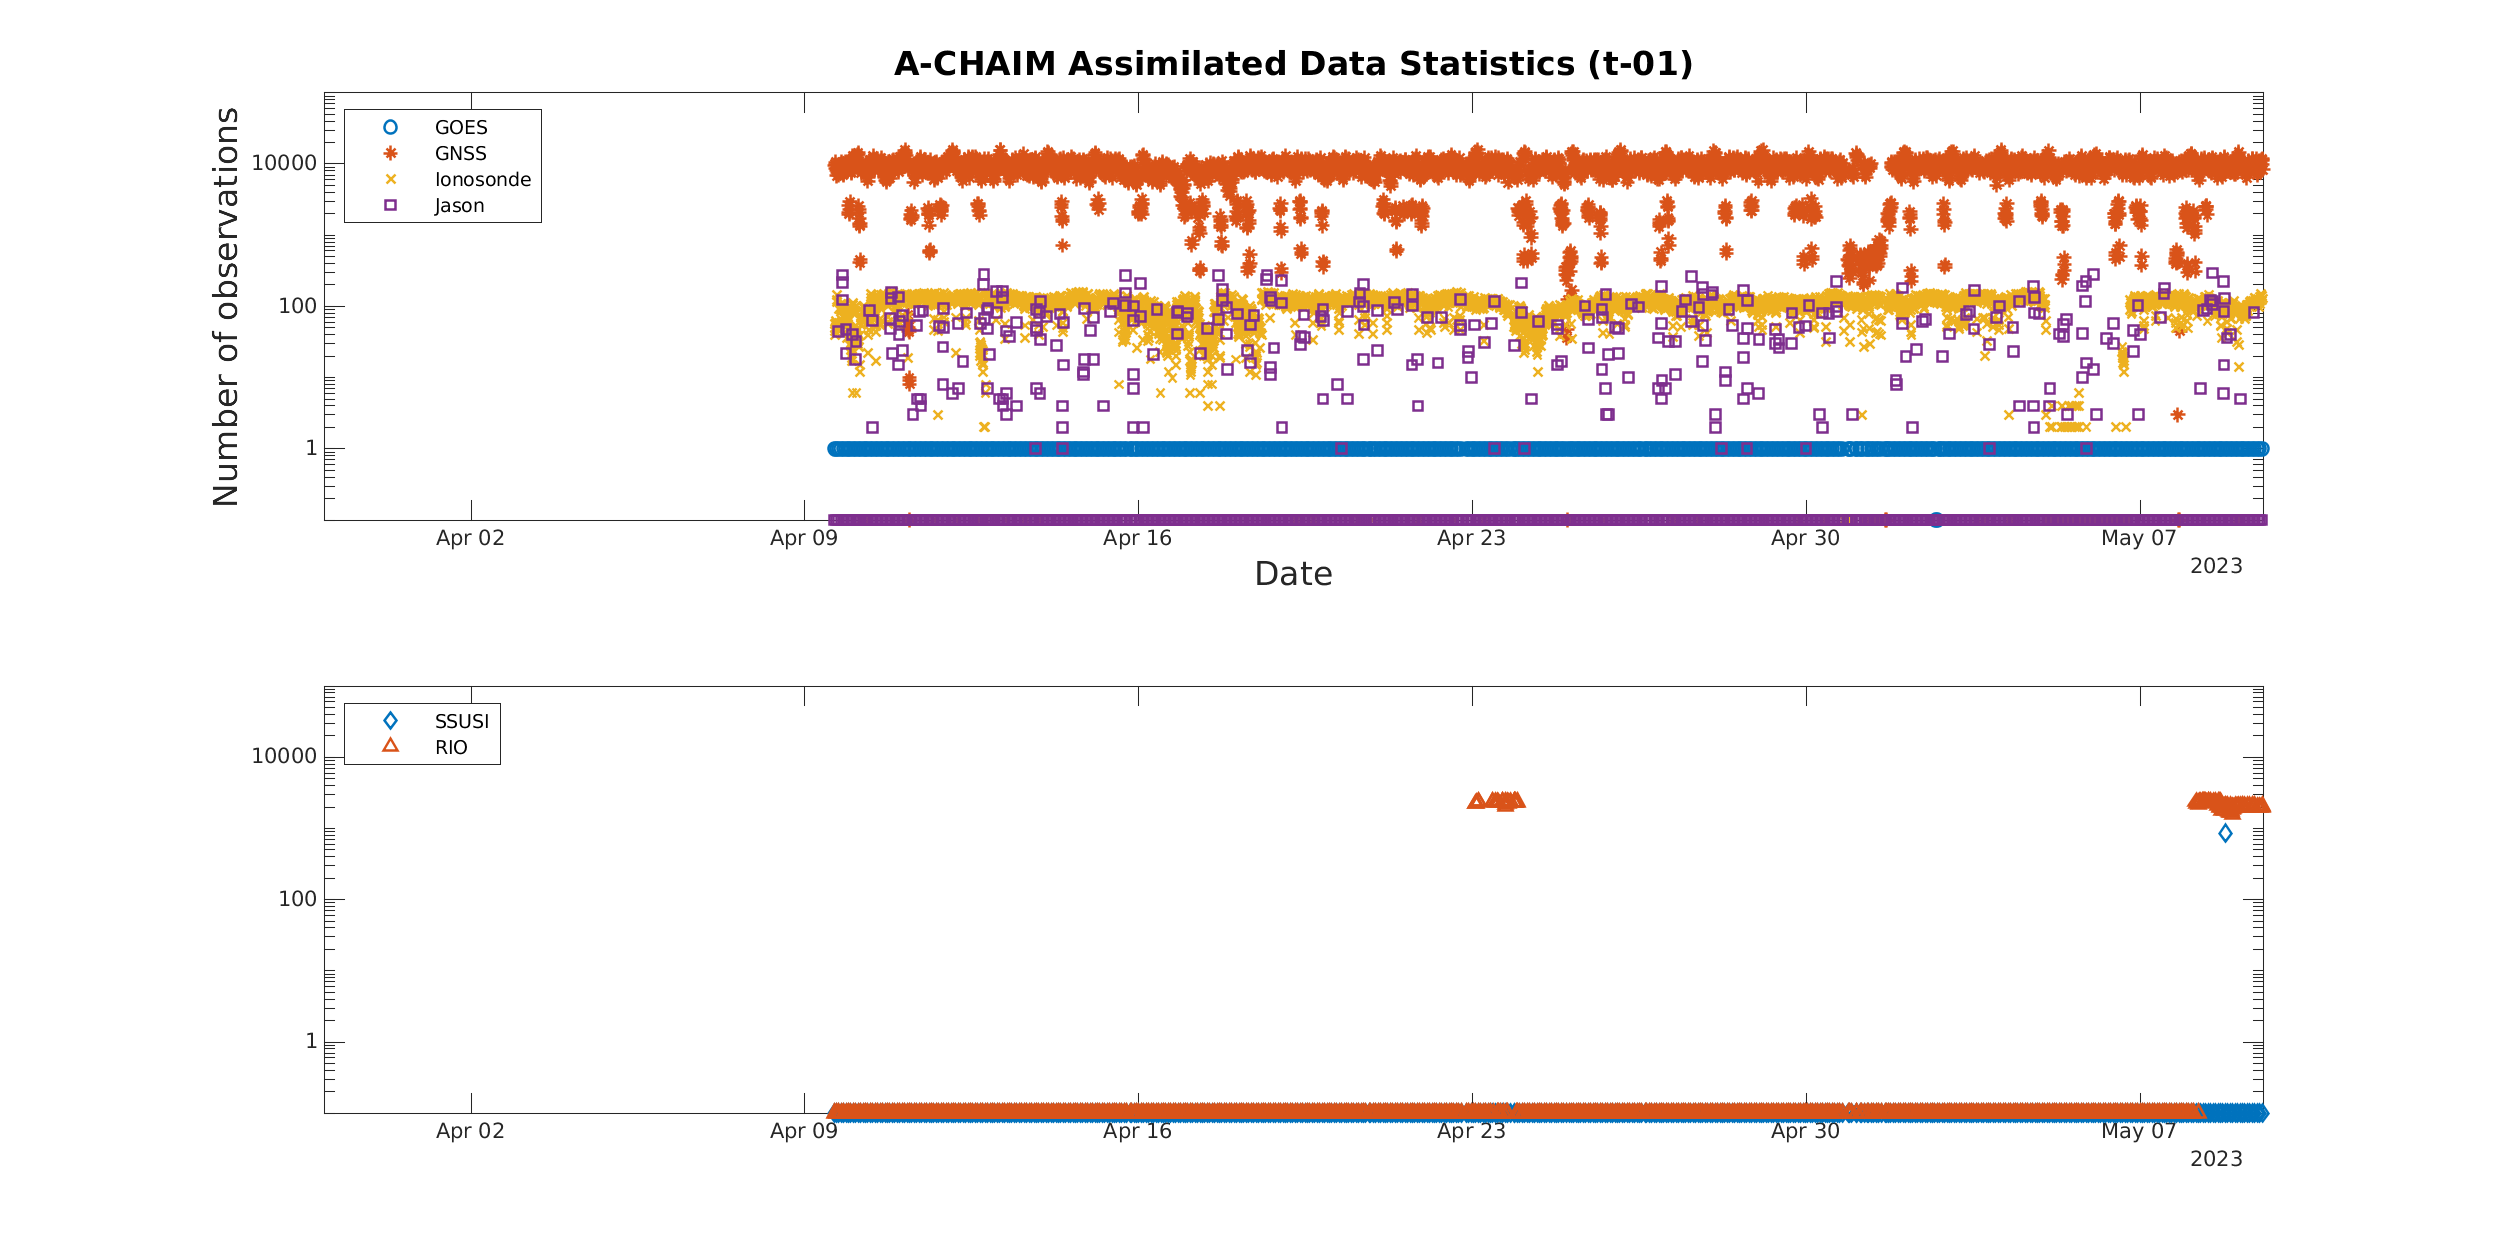 A-CHAIM Assimilated Data Statistics (t-01)
Number of observations
10000
100
1
GOES
GNSS
Ionosonde
Jason
Apr 02 Apr 09 Apr 16 Apr 23 Apr 30 May 07
2023
Date
10000
100
1
SSUSI
RIO
Apr 02 Apr 09 Apr 16 Apr 23 Apr 30 May 07
2023